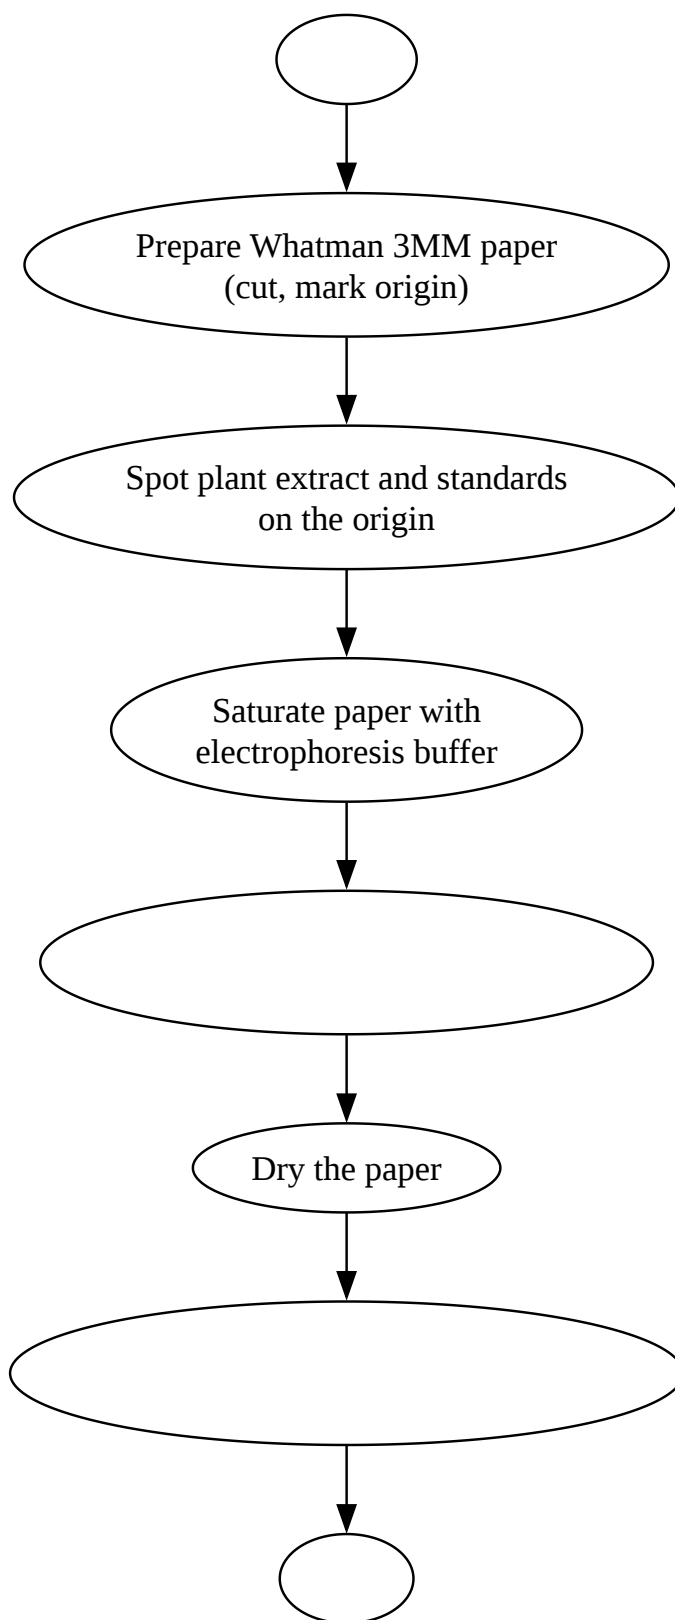 Prepare Whatman 3MM paper
(cut, mark origin)
Spot plant extract and standards
on the origin
Saturate paper with
electrophoresis buffer
Dry the paper